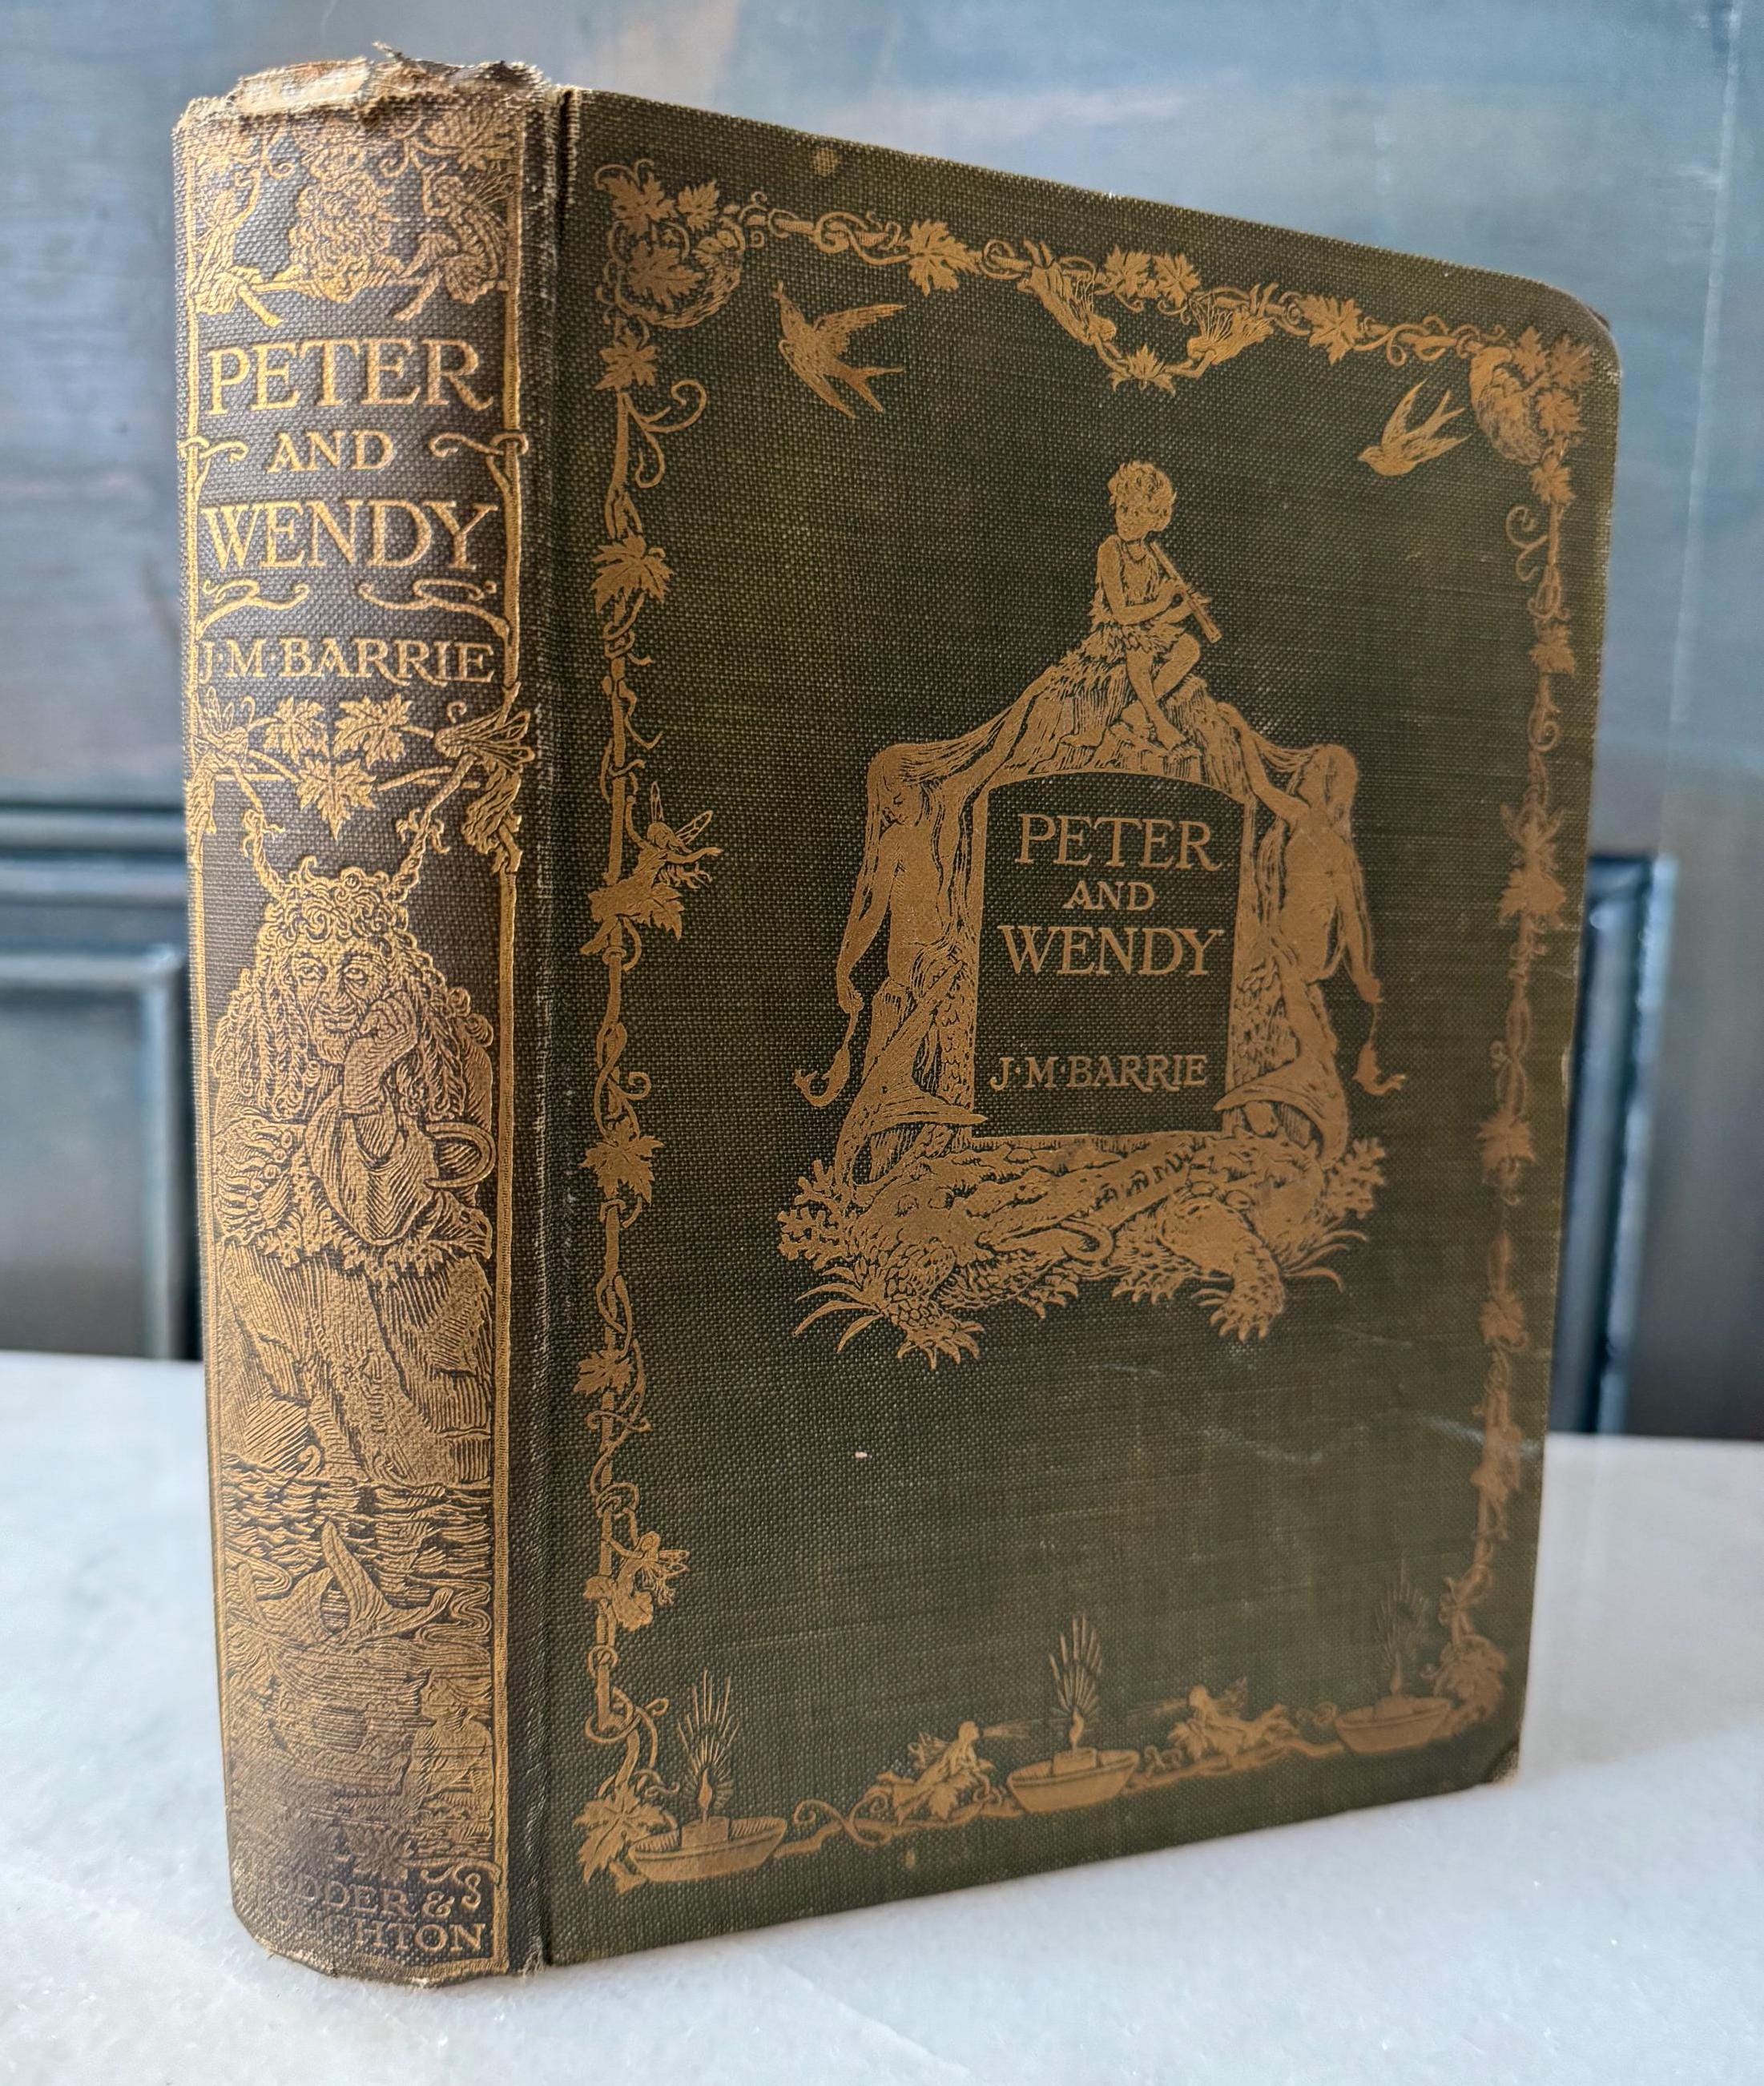 PETER
AND
WENDY
J·M·BARRIE
&
PETER
AND
WENDY
J·M·BARRIE